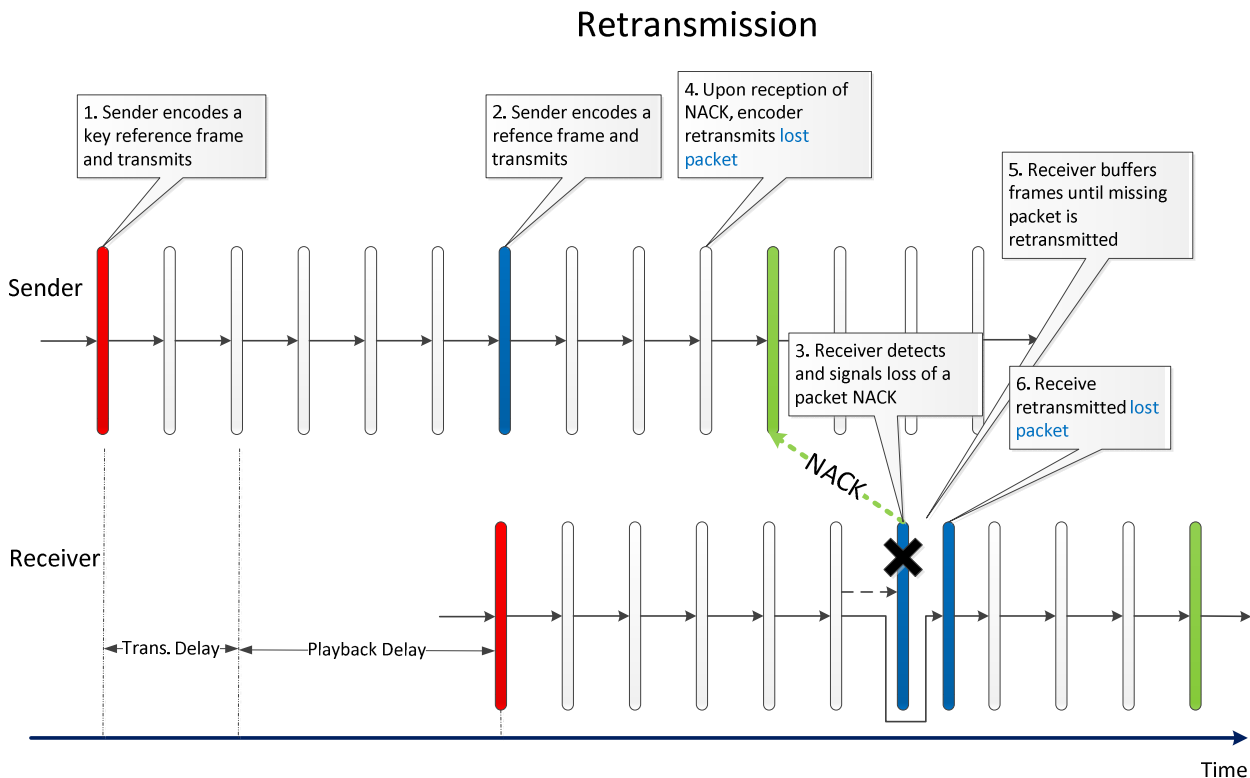 Retransmission
1. Sender encodes a
key reference frame
and transmits
2. Sender encodes a
refence frame and
transmits
4. Upon reception of
NACK, encoder
retransmits lost
packet
5. Receiver buffers
frames until missing
packet is
retransmitted
Sender
3. Receiver detects
and signals loss of a
packet NACK
6. Receive
retransmitted lost
packet
NACK
Receiver
Trans. Delay
Playback Delay
Time